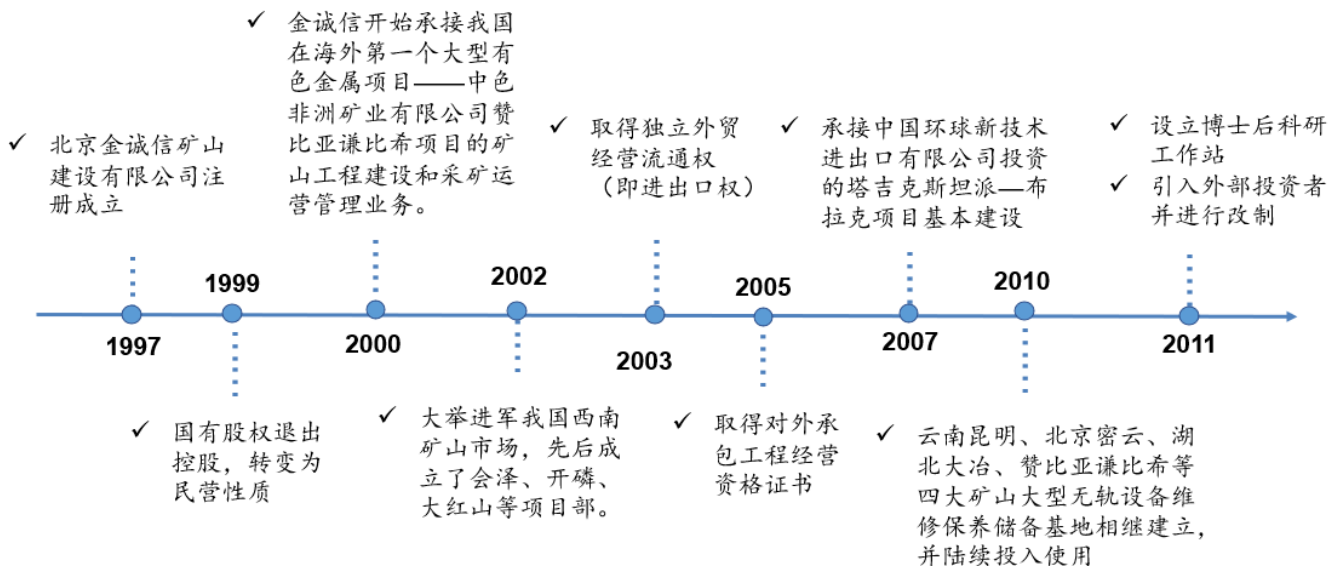 ✓ 北京金诚信矿山
建设有限公司注
册成立
1997
1999
✓ 国有股权退出
控股，转变为
民营性质
✓ 金诚信开始承接我国
在海外第一个大型有
色金属项目——中色
非洲矿业有限公司赞
比亚谦比希项目的矿
山工程建设和采矿运
营管理业务。
2000
2002
✓ 大举进军我国西南
矿山市场，先后成
立了会泽、开磷、
大红山等项目部。
✓ 取得独立外贸
经营流通权
（即进出口权）
2003
2005
✓ 取得对外承
包工程经营
资格证书
✓ 承接中国环球新技术
进出口有限公司投资
的塔吉克斯坦派—布
拉克项目基本建设
2007
2010
✓ 云南昆明、北京密云、湖
北大冶、赞比亚谦比希等
四大矿山大型无轨设备维
修保养储备基地相继建立，
并陆续投入使用
✓ 设立博士后科研
工作站
✓ 引入外部投资者
并进行改制
2011